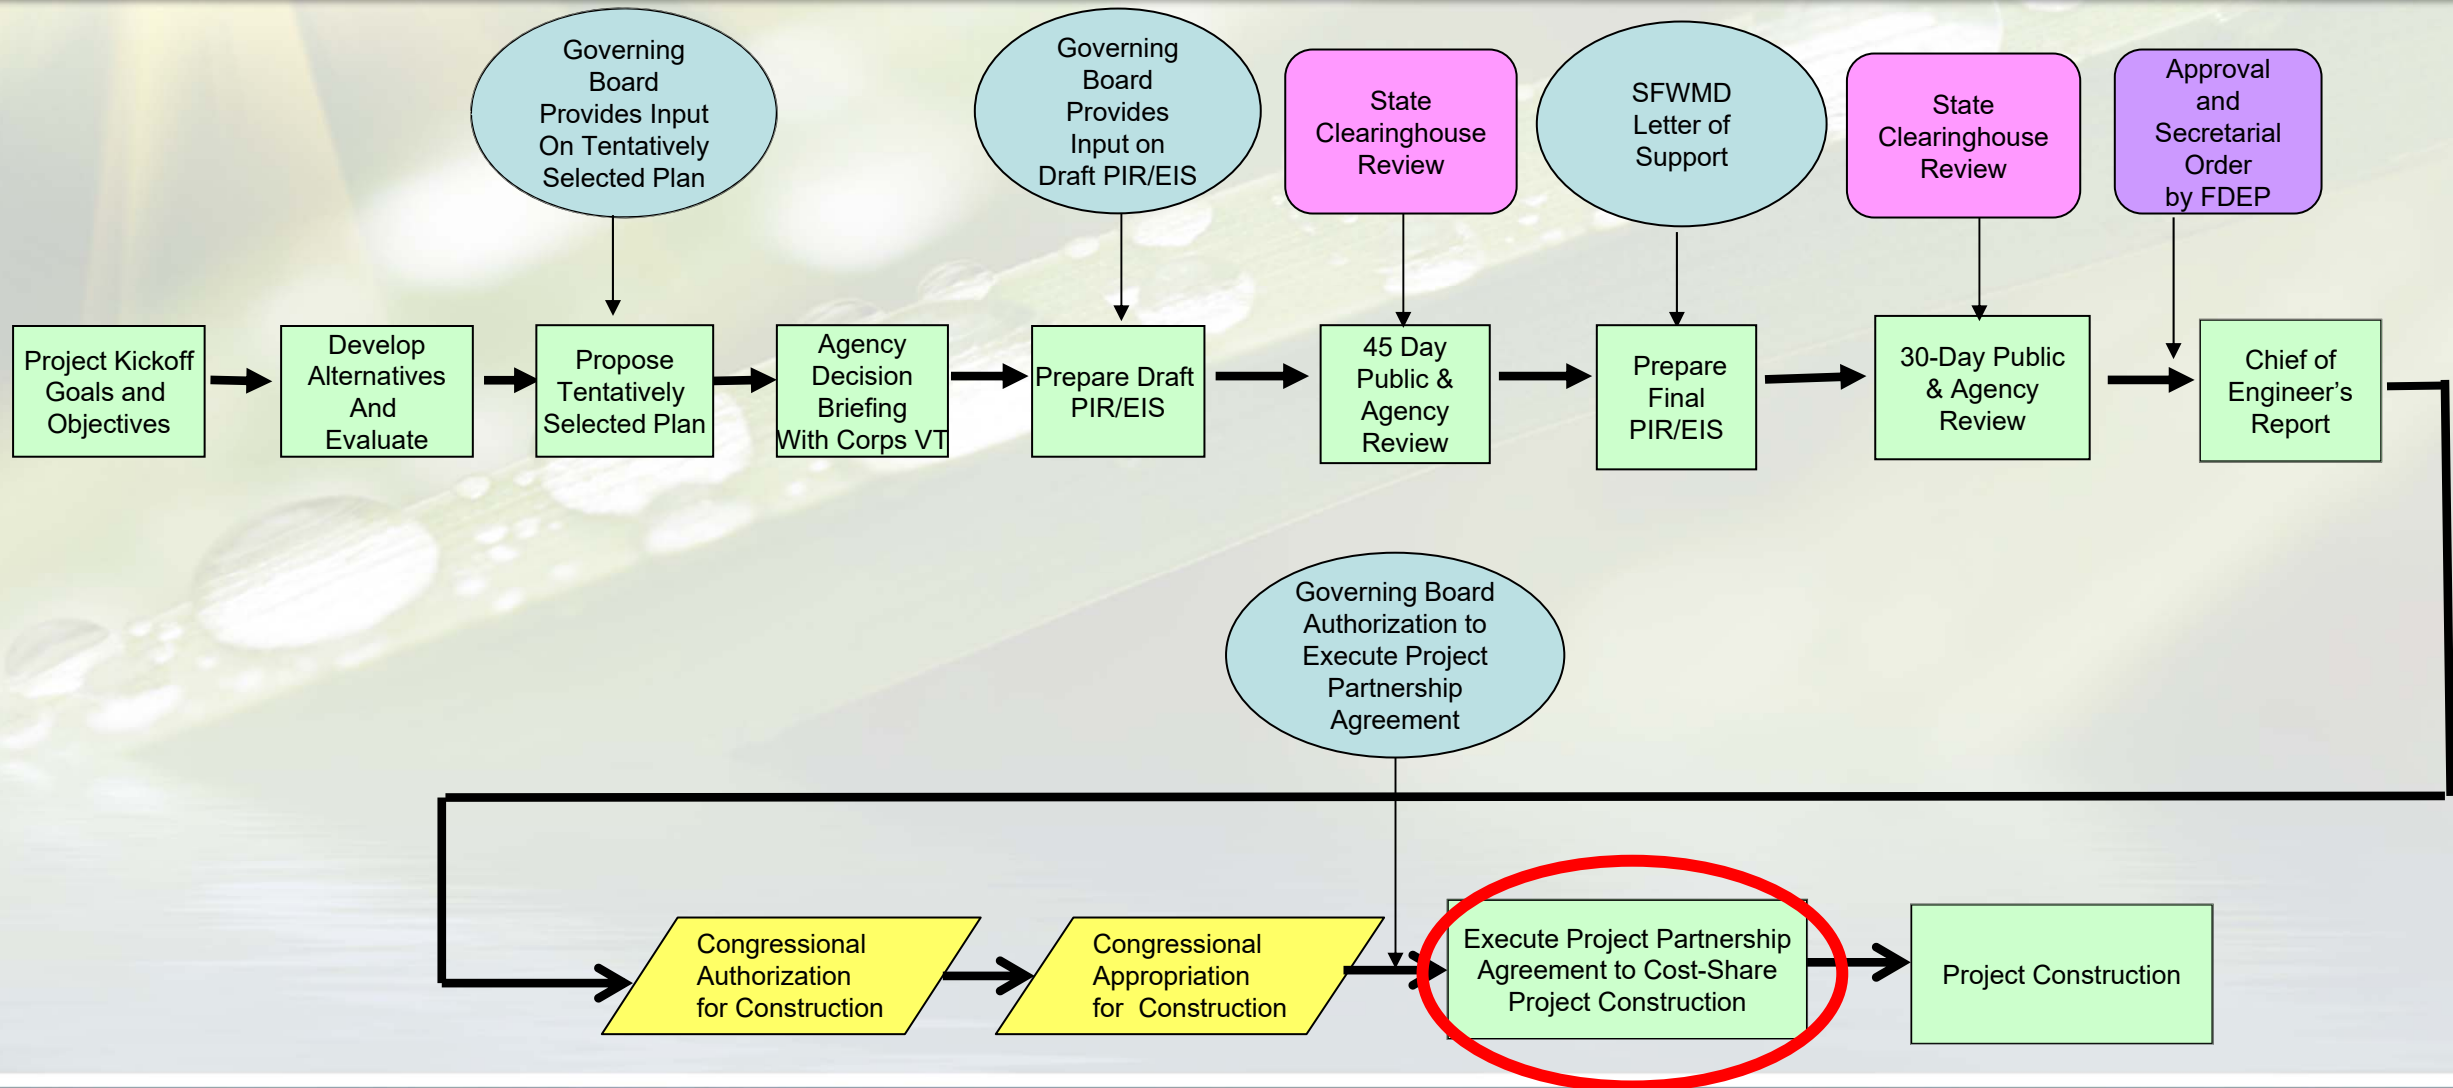 Governing
Board
Provides Input
On Tentatively
Selected Plan
Governing
Board
Provides
Input on
Draft PIR/EIS
State
Clearinghouse
Review
SFWMD
Letter of
Support
State
Clearinghouse
Review
Approval
and
Secretarial
Order
by FDEP
Project Kickoff
Goals and
Objectives
Develop
Alternatives
And
Evaluate
Propose
Tentatively
Selected Plan
Agency
Decision
Briefing
With Corps VT
Prepare Draft
PIR/EIS
45 Day
Public &
Agency
Review
Prepare
Final
PIR/EIS
30-Day Public
& Agency
Review
Chief of
Engineer’s
Report
Governing Board
Authorization to
Execute Project
Partnership
Agreement
Congressional
Authorization
for Construction
Congressional
Appropriation
for Construction
Execute Project Partnership
Agreement to Cost-Share
Project Construction
Project Construction